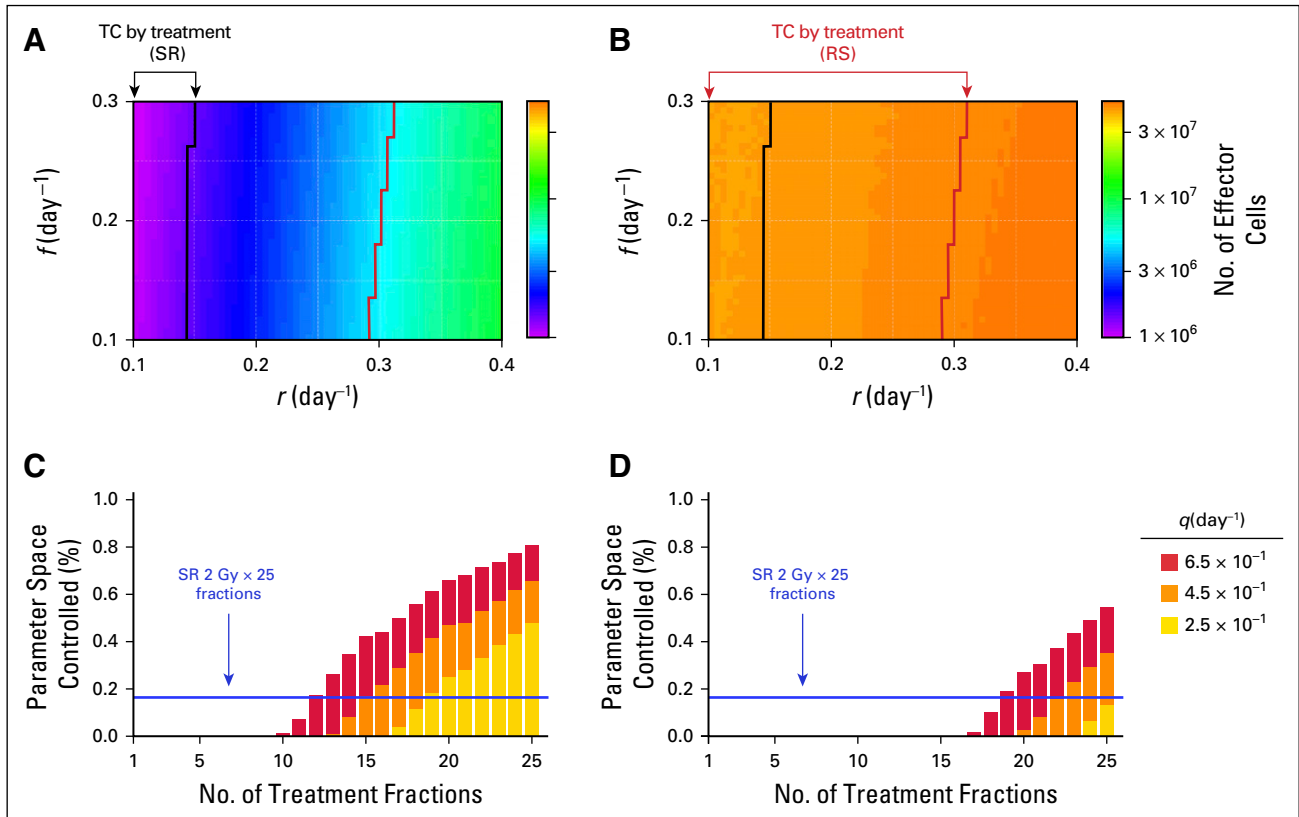 A
TC by treatment
(SR)
0.3
0.2
0.1
f (day⁻¹)
0.1
0.2
0.3
0.4
r (day⁻¹)
B
TC by treatment
(RS)
0.3
0.2
0.1
f (day⁻¹)
0.1
0.2
0.3
0.4
r (day⁻¹)
3 × 10⁷
1 × 10⁷
3 × 10⁶
1 × 10⁶
No. of Effector
Cells
C
Parameter Space
Controlled (%)
1.0
0.8
0.6
0.4
0.2
0.0
SR 2 Gy × 25
fractions
1
5
10
15
20
25
No. of Treatment Fractions
D
Parameter Space
Controlled (%)
1.0
0.8
0.6
0.4
0.2
0.0
SR 2 Gy × 25
fractions
1
5
10
15
20
25
No. of Treatment Fractions
q(day⁻¹)
6.5 × 10⁻¹
4.5 × 10⁻¹
2.5 × 10⁻¹